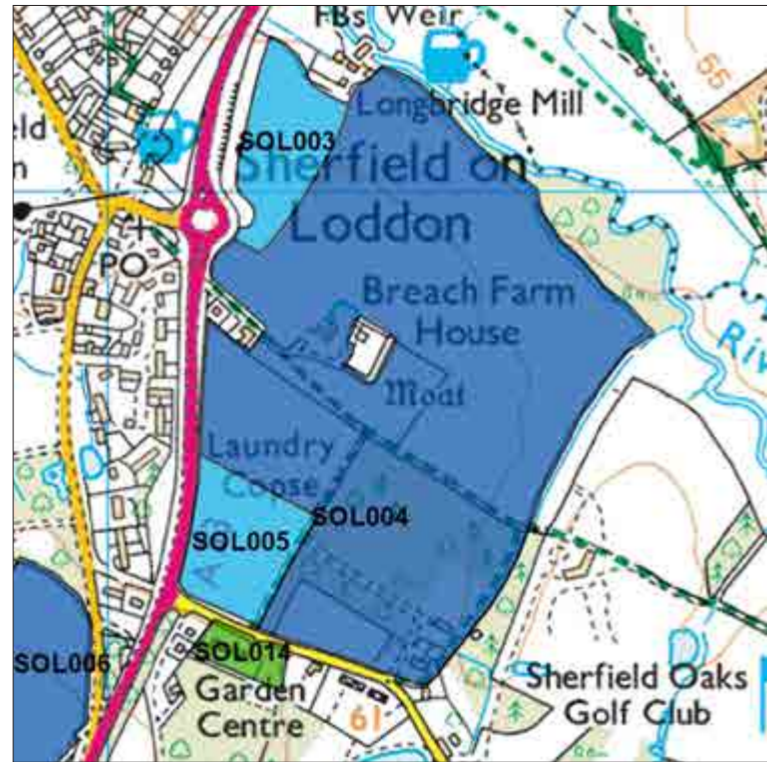 FBs Weir
Longbridge Mill
SOL003
Sherfield on
Loddon
PO
Breach Farm
House
Moat
Laundry
Copse
SOL004
SOL005
A
SOL006
SOL014
Garden
Centre
61
Sherfield Oaks
Golf Club
55